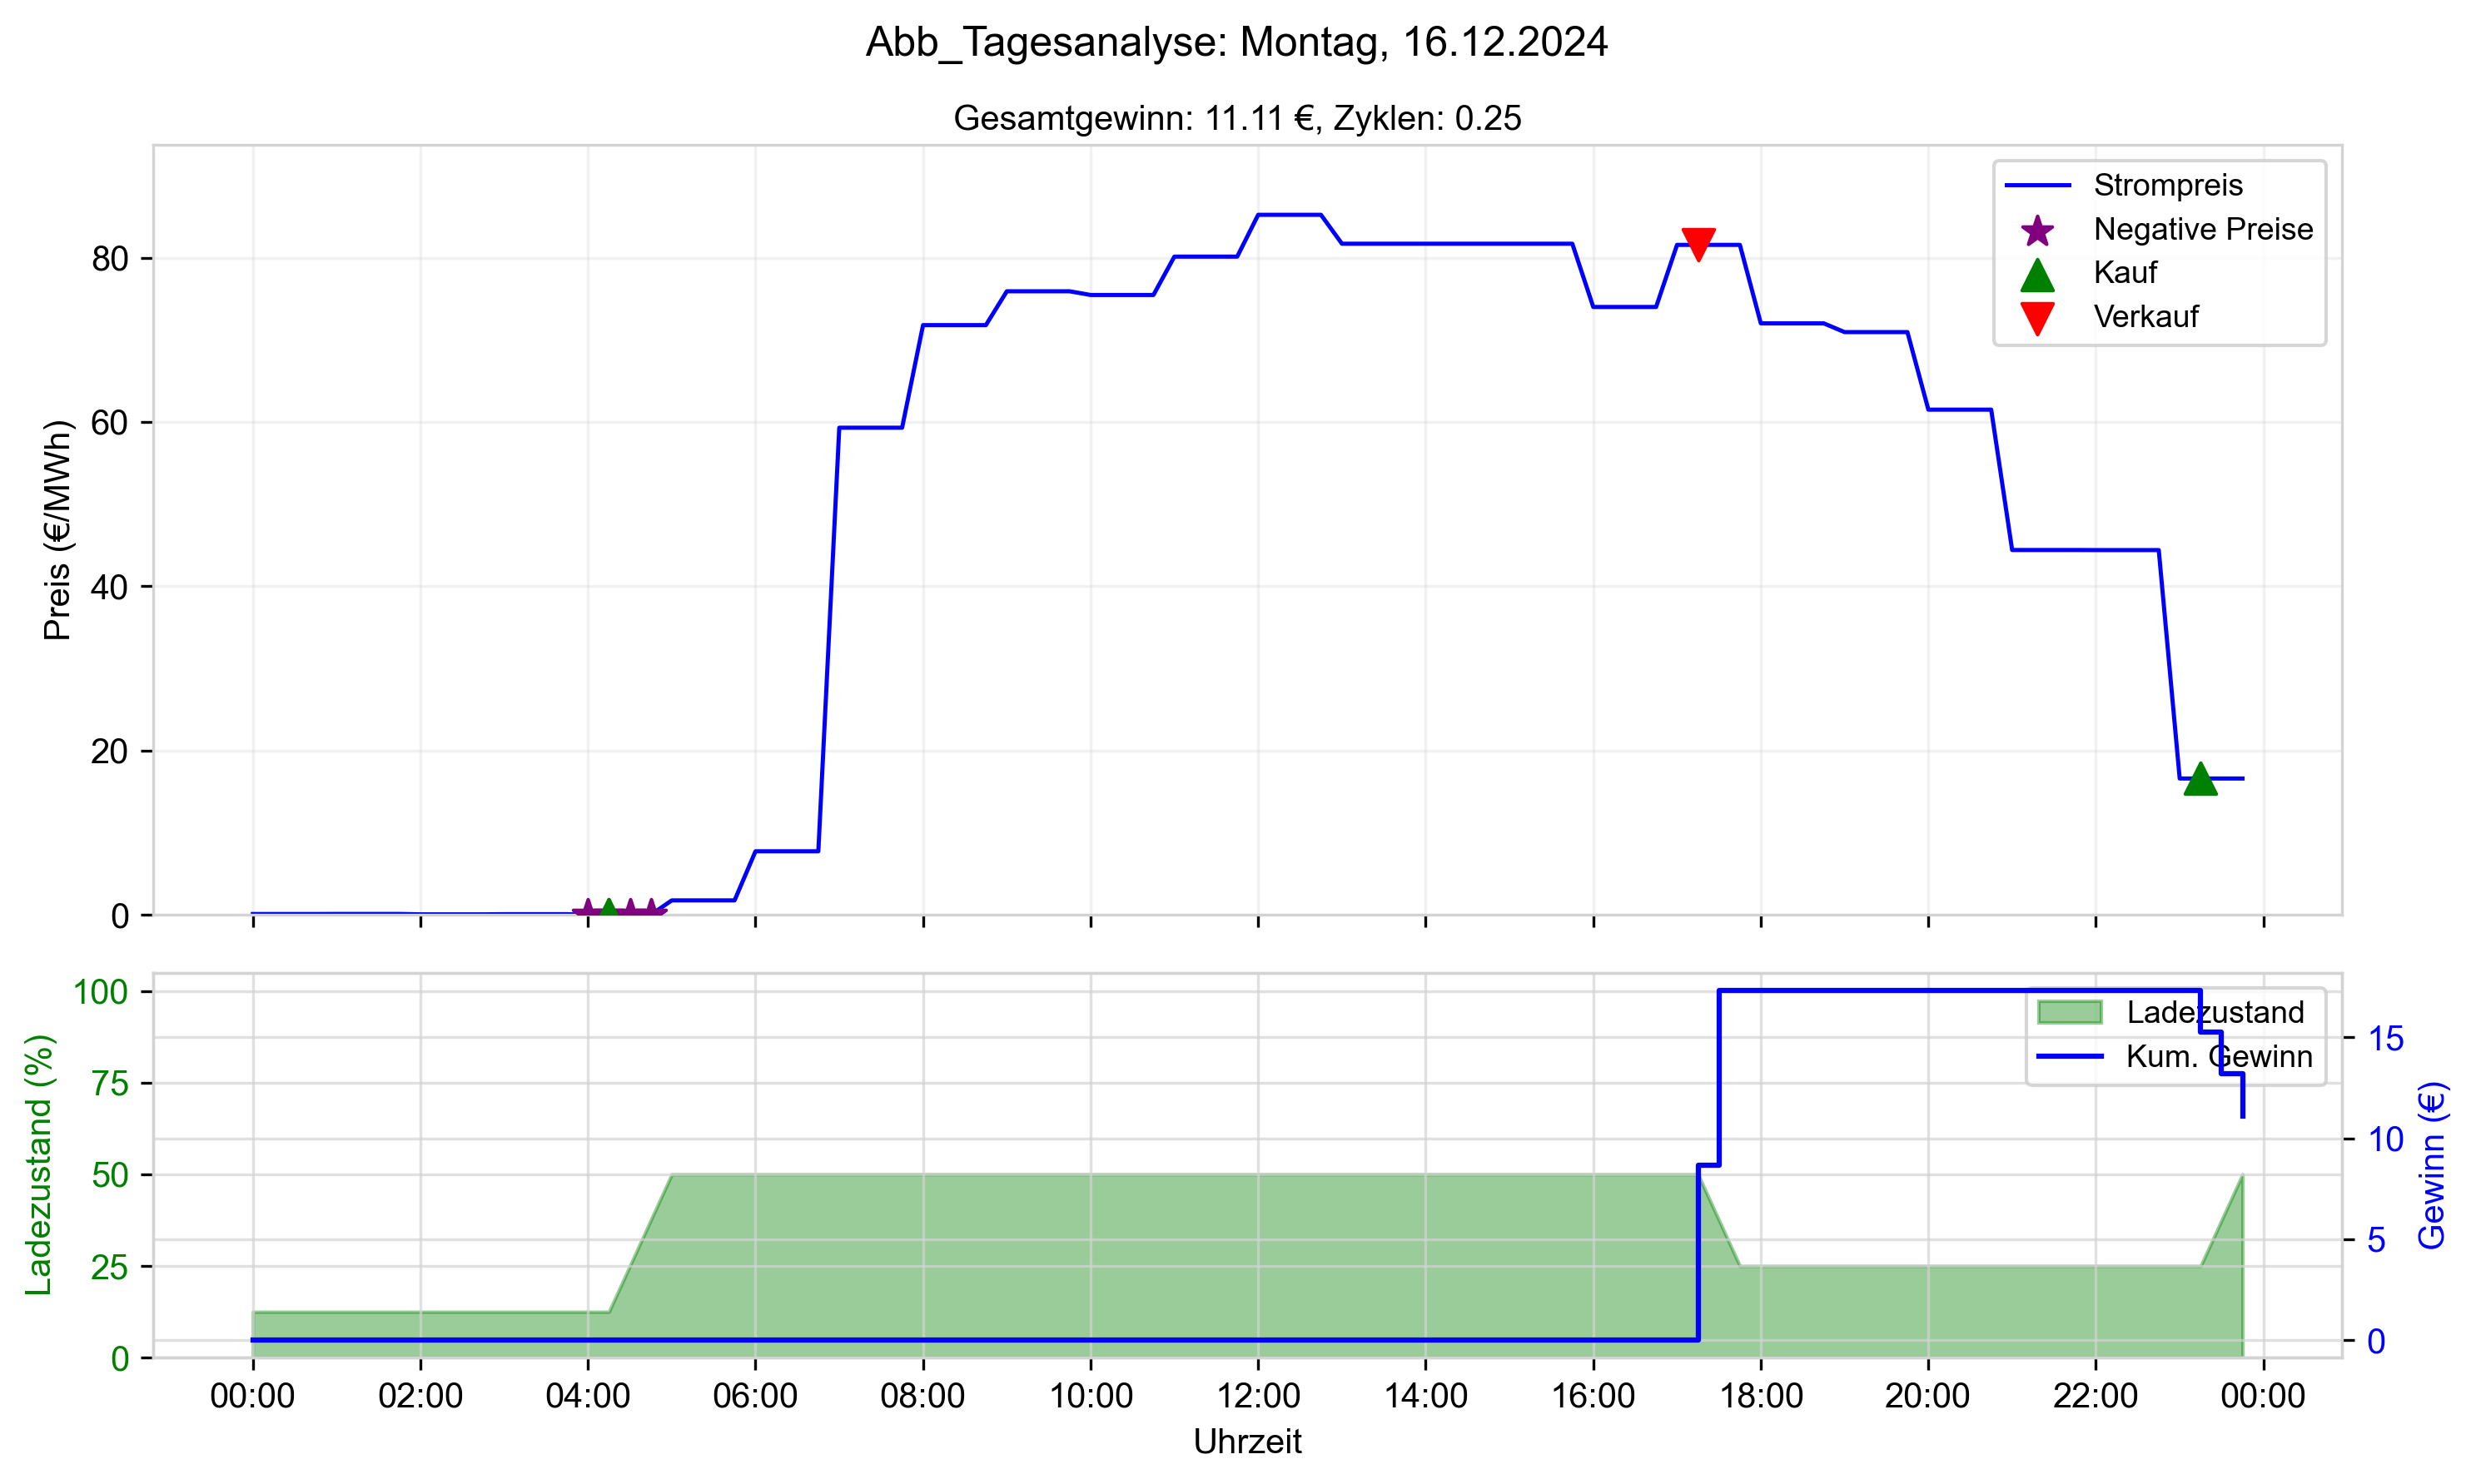 Abb_Tagesanalyse: Montag, 16.12.2024
Gesamtgewinn: 11.11 €, Zyklen: 0.25
Preis (€/MWh)
80
60
40
20
0
Strompreis
Negative Preise
Kauf
Verkauf
Ladezustand (%)
100
75
50
25
0
Ladezustand
Kum. Gewinn
15
10
5
0
Gewinn (€)
00:00 02:00 04:00 06:00 08:00 10:00 12:00 14:00 16:00 18:00 20:00 22:00 00:00
Uhrzeit